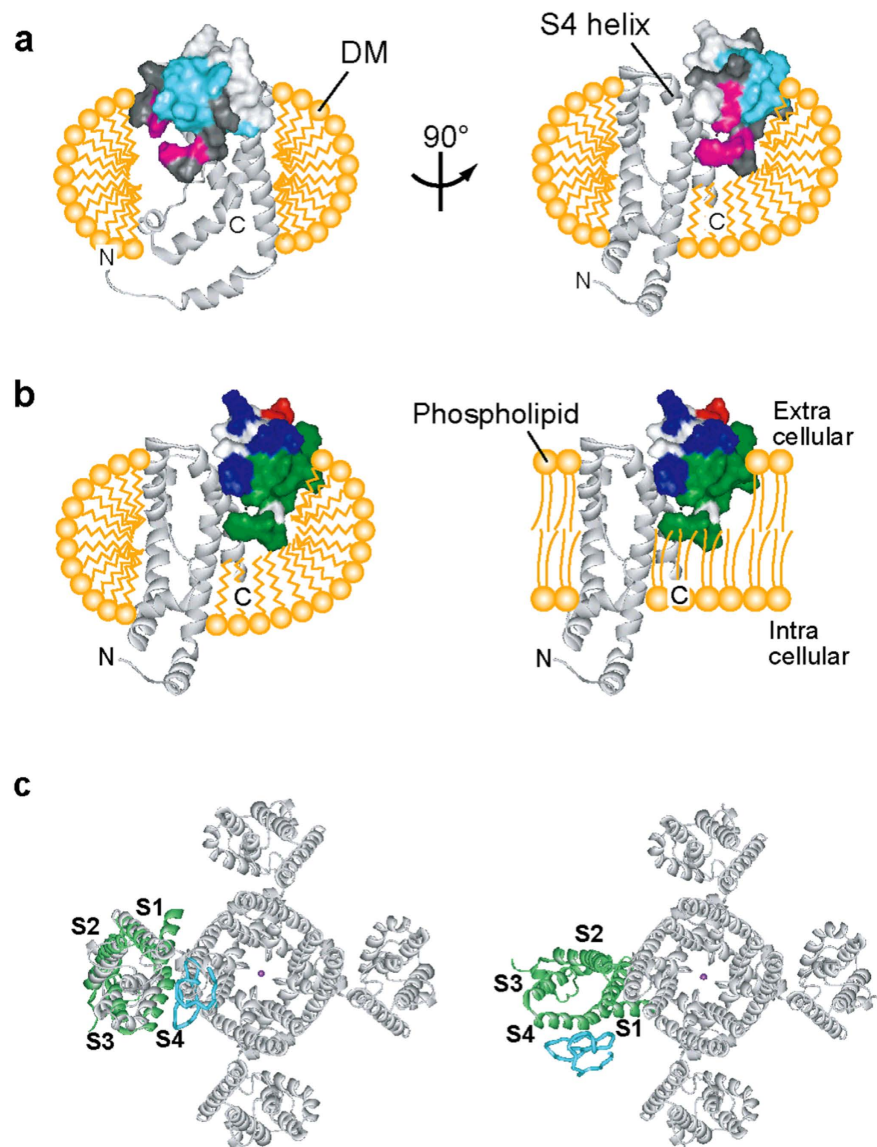 a
DM
S4 helix
90°
C
N
C
N
b
Phospholipid
Extra
cellular
C
N
C
N
Intra
cellular
c
S1
S2
S3
S4
S2
S3
S4
S1